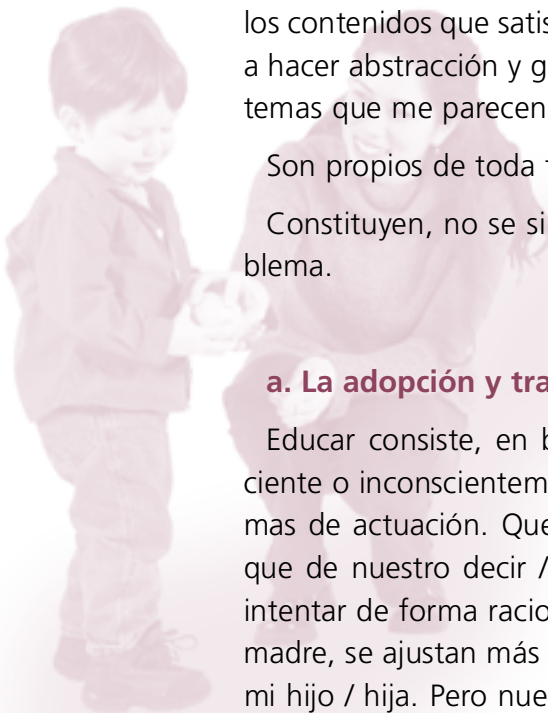 los contenidos que satis
a hacer abstracción y g
temas que me parecen
Son propios de toda
Constituyen, no se si
blema.
a. La adopción y tra
Educar consiste, en b
ciente o inconscientem
mas de actuación. Que
que de nuestro decir /
intentar de forma racio
madre, se ajustan más
mi hijo / hija. Pero nue